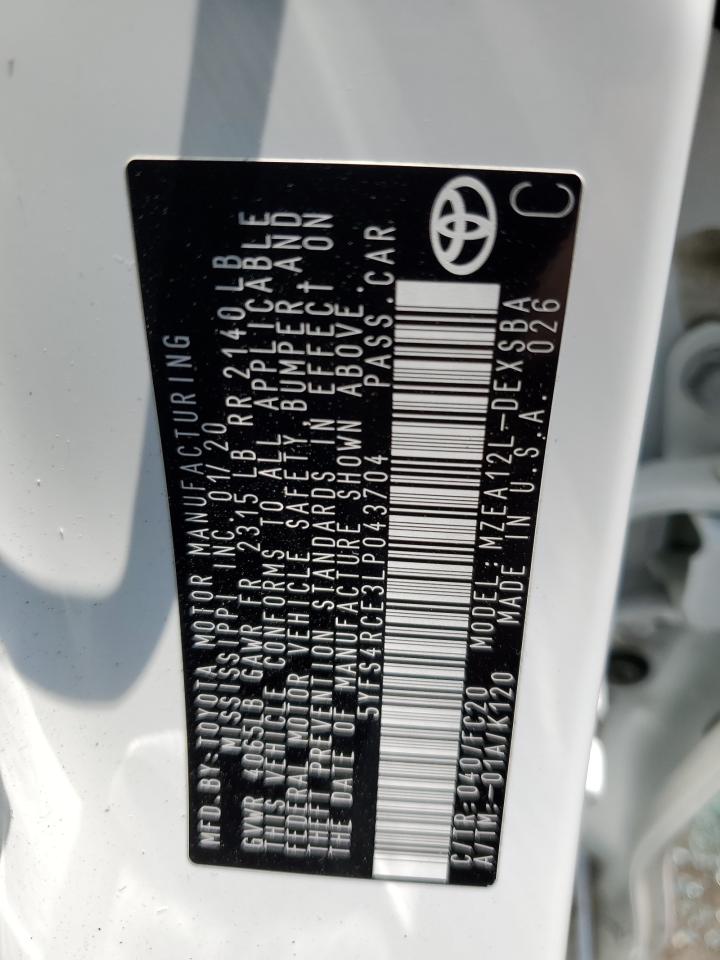 MFD.BY:TOYOTA MOTOR MANUFACTURING
MISSISSIPPI INC. 01/20
GVWR 4065LB GAWR FR 2315 LB RR 2140LB
THIS VEHICLE CONFORMS TO ALL APPLICABLE
FEDERAL MOTOR VEHICLE SAFETY, BUMPER, AND
THEFT PREVENTION STANDARDS IN EFFECT ON
THE DATE OF MANUFACTURE SHOWN ABOVE.
5YFS4RCE3LP043704 PASS.CAR
C/TR:040/FC20 MODEL:MZEA12L-DEXSBA
A/TM:-01A/K120 MADE IN U.S.A. 026
C